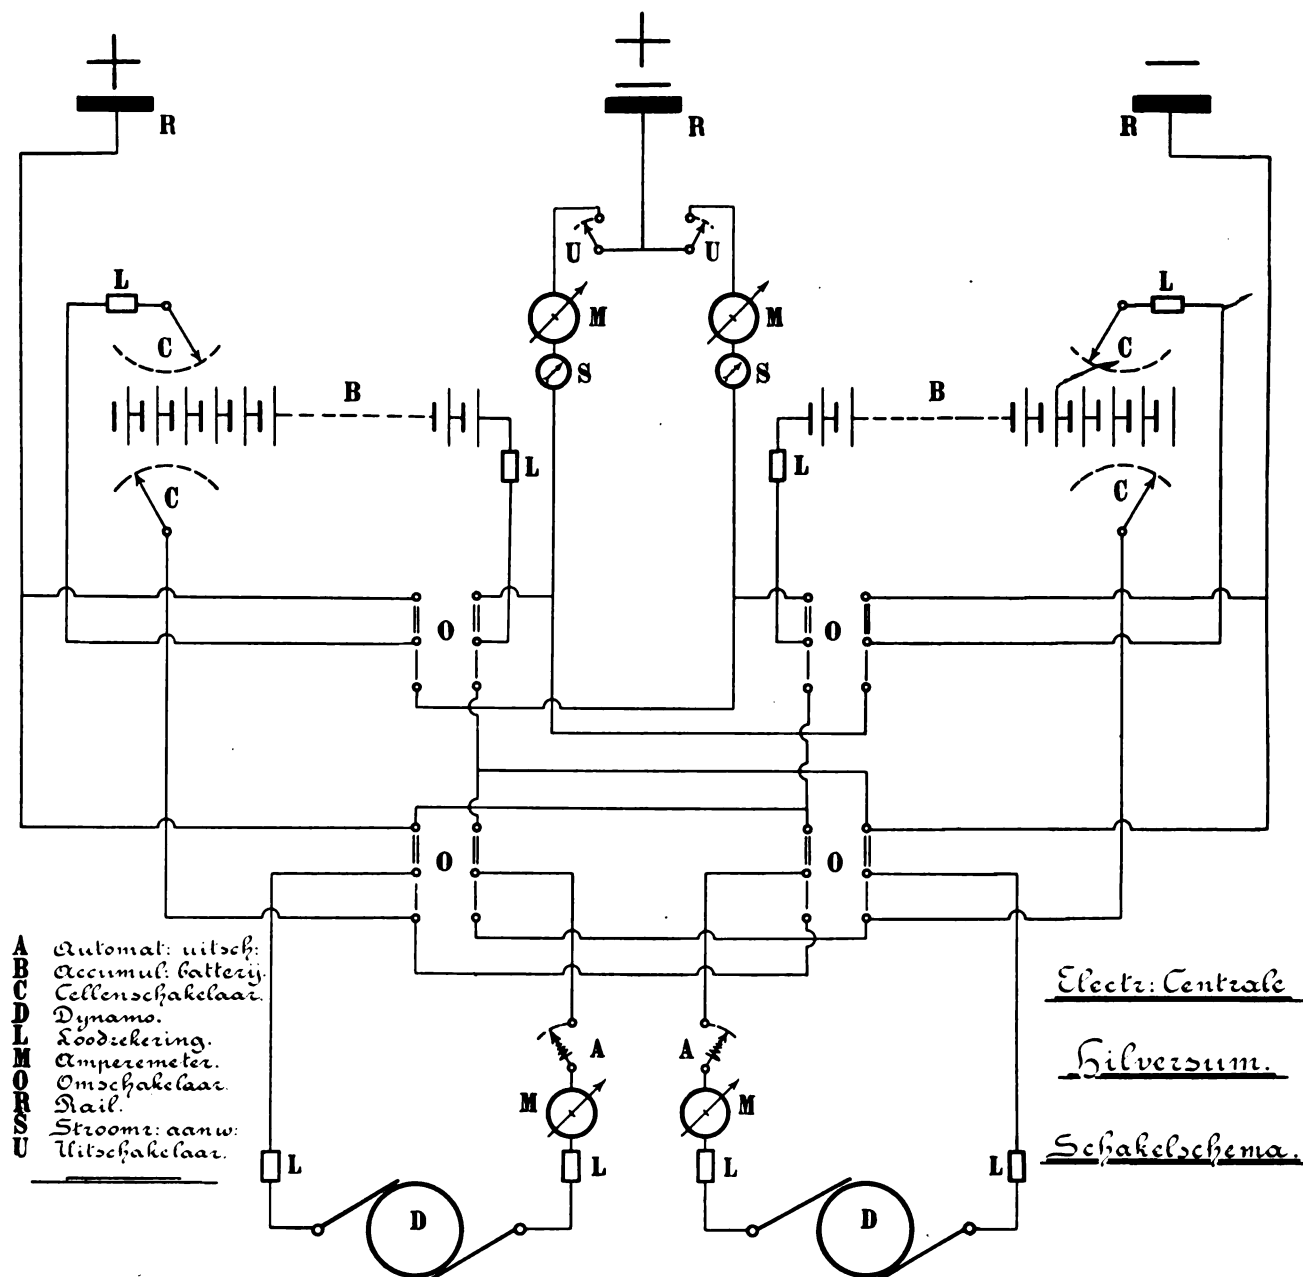 R
R
R
U
U
L
M
M
L
C
S
S
C
B
B
L
L
C
C
O
O
O
O
A Automat: uitsch:
B Accumul: batterij.
C Cellenschakelaar.
D Dynamo.
L Loodzekering.
M Amperemeter.
O Omschakelaar.
R Rail.
S Stroomr: aanw:
U Uitschakelaar.
Electr: Centrale
Hilversum.
Schakelschema.
A
A
M
M
L
L
L
L
D
D